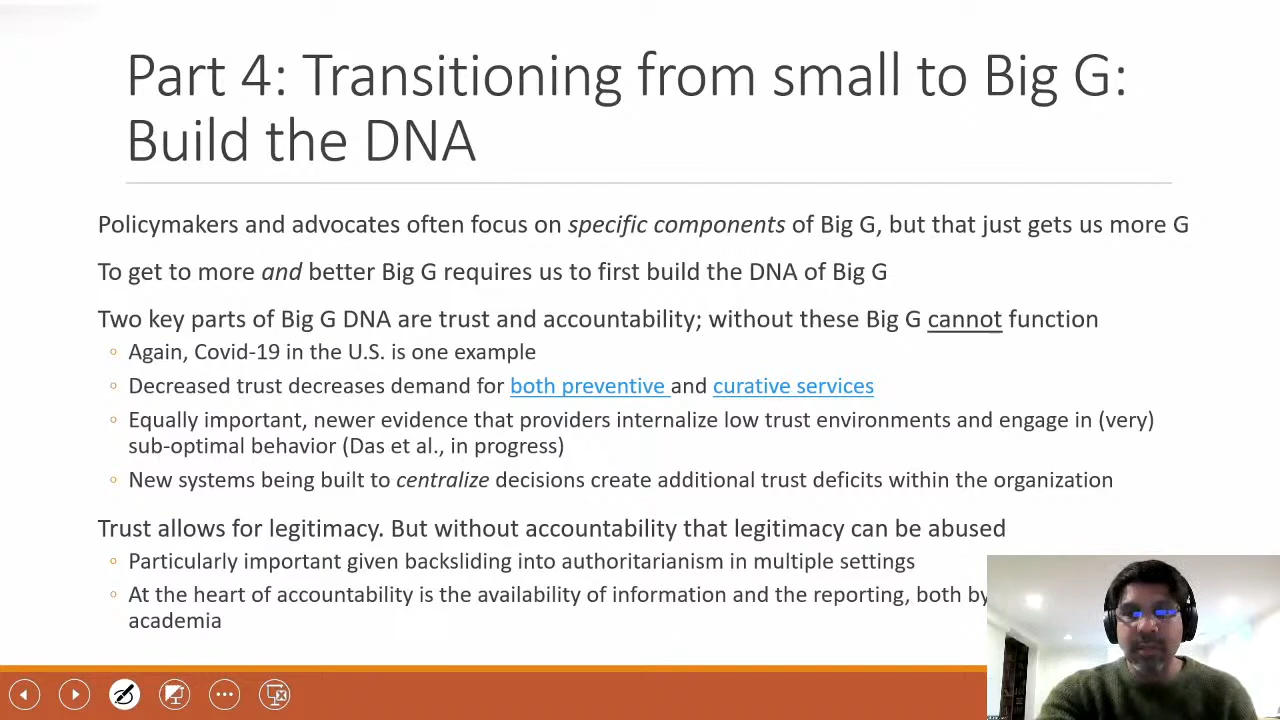 Part 4: Transitioning from small to Big G:
Build the DNA
Policymakers and advocates often focus on specific components of Big G, but that just gets us more G
To get to more and better Big G requires us to first build the DNA of Big G
Two key parts of Big G DNA are trust and accountability; without these Big G cannot function
Again, Covid-19 in the U.S. is one example
Decreased trust decreases demand for both preventive and curative services
Equally important, newer evidence that providers internalize low trust environments and engage in (very)
sub-optimal behavior (Das et al., in progress)
New systems being built to centralize decisions create additional trust deficits within the organization
Trust allows for legitimacy. But without accountability that legitimacy can be abused
Particularly important given backsliding into authoritarianism in multiple settings
At the heart of accountability is the availability of information and the reporting, both by
academia